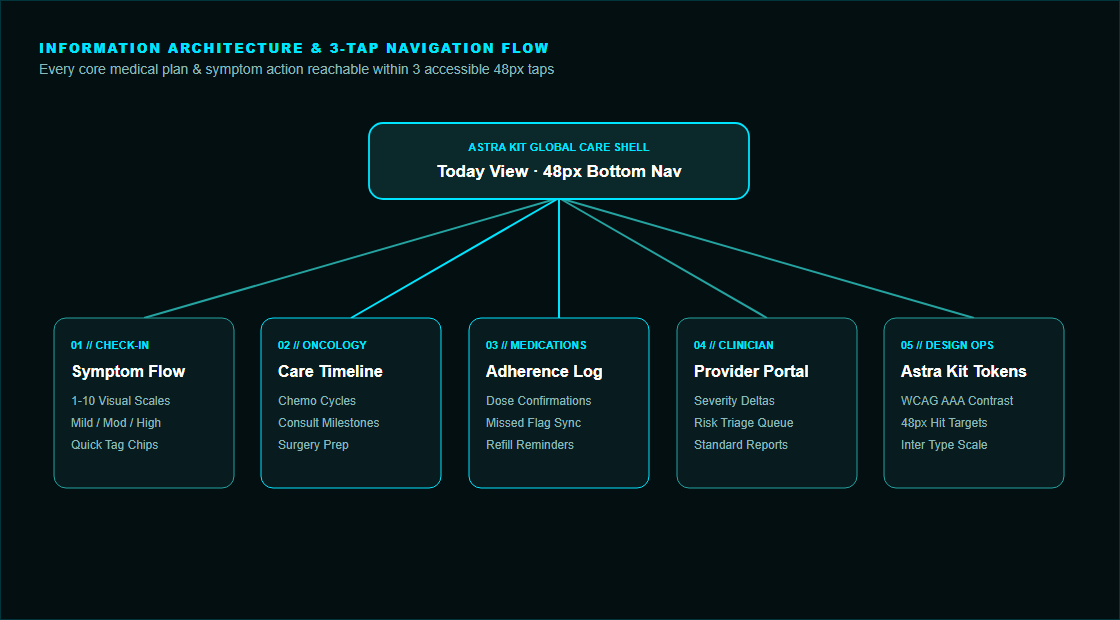 INFORMATION ARCHITECTURE & 3-TAP NAVIGATION FLOW
Every core medical plan & symptom action reachable within 3 accessible 48px taps
ASTRA KIT GLOBAL CARE SHELL
Today View · 48px Bottom Nav
01 // CHECK-IN
Symptom Flow
1-10 Visual Scales
Mild / Mod / High
Quick Tag Chips
02 // ONCOLOGY
Care Timeline
Chemo Cycles
Consult Milestones
Surgery Prep
03 // MEDICATIONS
Adherence Log
Dose Confirmations
Missed Flag Sync
Refill Reminders
04 // CLINICIAN
Provider Portal
Severity Deltas
Risk Triage Queue
Standard Reports
05 // DESIGN OPS
Astra Kit Tokens
WCAG AAA Contrast
48px Hit Targets
Inter Type Scale